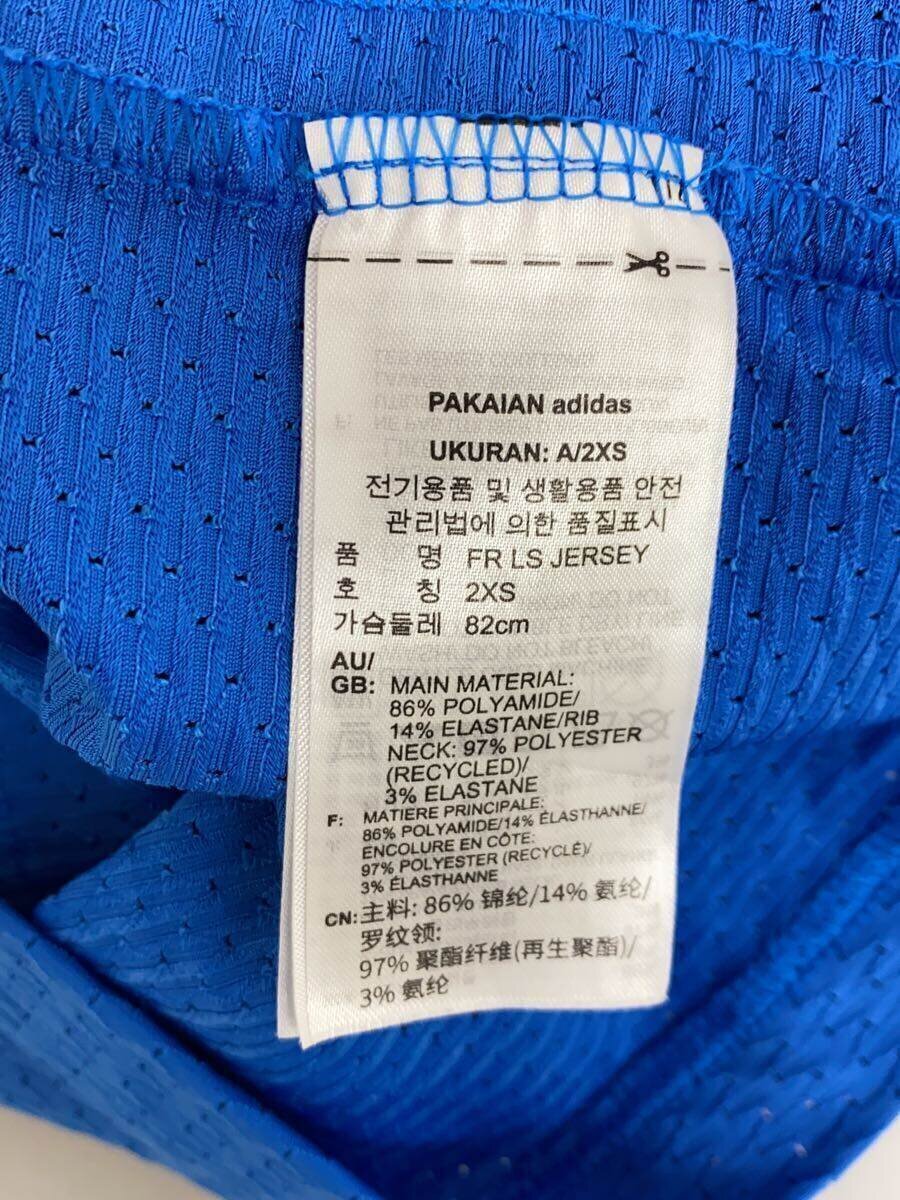 PAKAIAN adidas
UKURAN: A/2XS
전기용품 및 생활용품 안전
관리법에 의한 품질표시
품 명 FR LS JERSEY
호 칭 2XS
가슴둘레 82cm
AU/
GB: MAIN MATERIAL:
86% POLYAMIDE/
14% ELASTANE/RIB
NECK: 97% POLYESTER
(RECYCLED)/
3% ELASTANE
F: MATIERE PRINCIPALE:
86% POLYAMIDE/14% ÉLASTHANNE/
ENCOLURE EN CÔTE:
97% POLYESTER (RECYCLÉ)/
3% ÉLASTHANNE
CN: 主料: 86% 锦纶/14% 氨纶/
罗纹领:
97% 聚酯纤维(再生聚酯)/
3% 氨纶